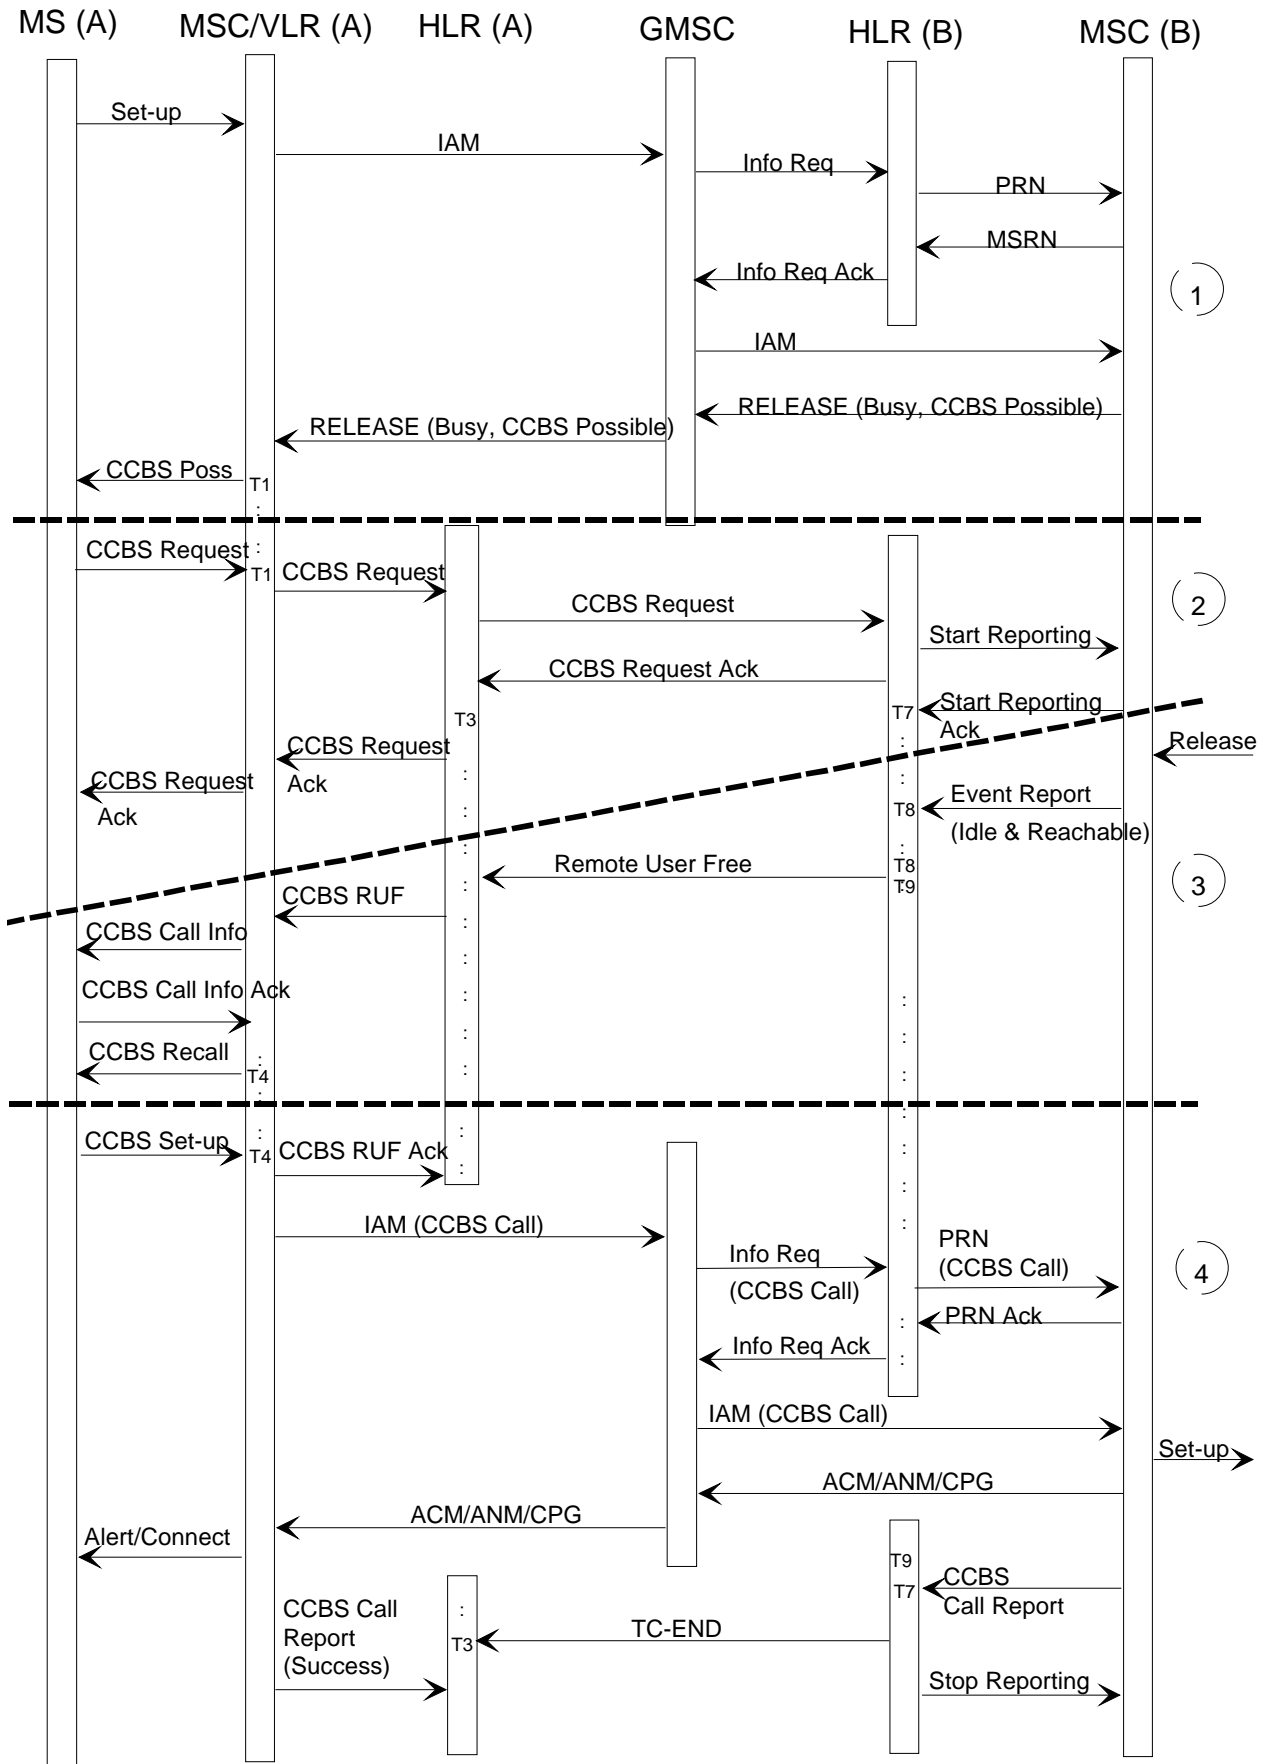 MS (A) MSC/VLR (A) HLR (A) GMSC HLR (B) MSC (B)
Set-up
IAM
Info Req
PRN
MSRN
Info Req Ack
1
IAM
RELEASE (Busy, CCBS Possible)
RELEASE (Busy, CCBS Possible)
CCBS Poss
T1
:
:
CCBS Request
T1
CCBS Request
CCBS Request
2
Start Reporting
CCBS Request Ack
T3
T7
Start Reporting
Ack
:
CCBS Request
Ack
Release
:
:
CCBS Request
Ack
Event Report
(Idle & Reachable)
T8
:
:
:
T8
T9
:
Remote User Free
3
:
CCBS RUF
:
CCBS Call Info
:
CCBS Call Info Ack
:
:
:
:
CCBS Recall
:
T4
:
:
:
:
:
CCBS Set-up
:
T4
CCBS RUF Ack
:
:
:
:
:
IAM (CCBS Call)
Info Req
(CCBS Call)
PRN
(CCBS Call)
4
PRN Ack
:
Info Req Ack
:
IAM (CCBS Call)
Set-up
ACM/ANM/CPG
ACM/ANM/CPG
Alert/Connect
T9
T7
CCBS
Call Report
CCBS Call
Report
(Success)
:
T3
TC-END
Stop Reporting